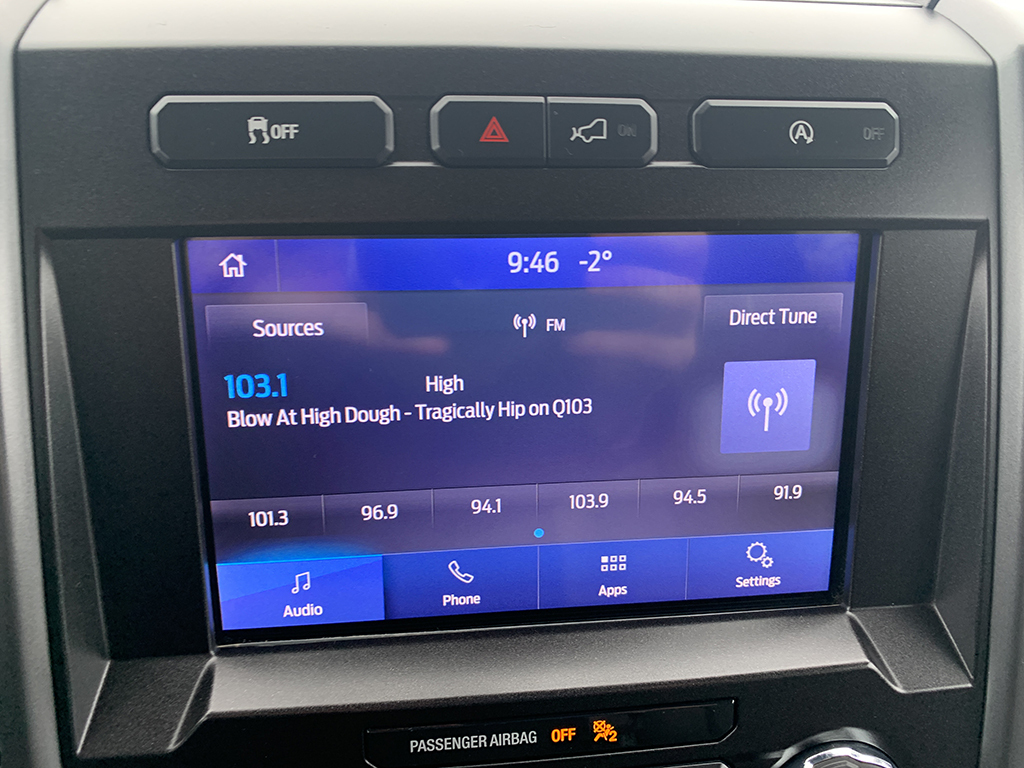 OFF
ON
OFF
9:46 -2°
Sources
FM
Direct Tune
103.1 High
Blow At High Dough - Tragically Hip on Q103
101.3 96.9 94.1 103.9 94.5 91.9
Audio Phone Apps Settings
PASSENGER AIRBAG OFF 2